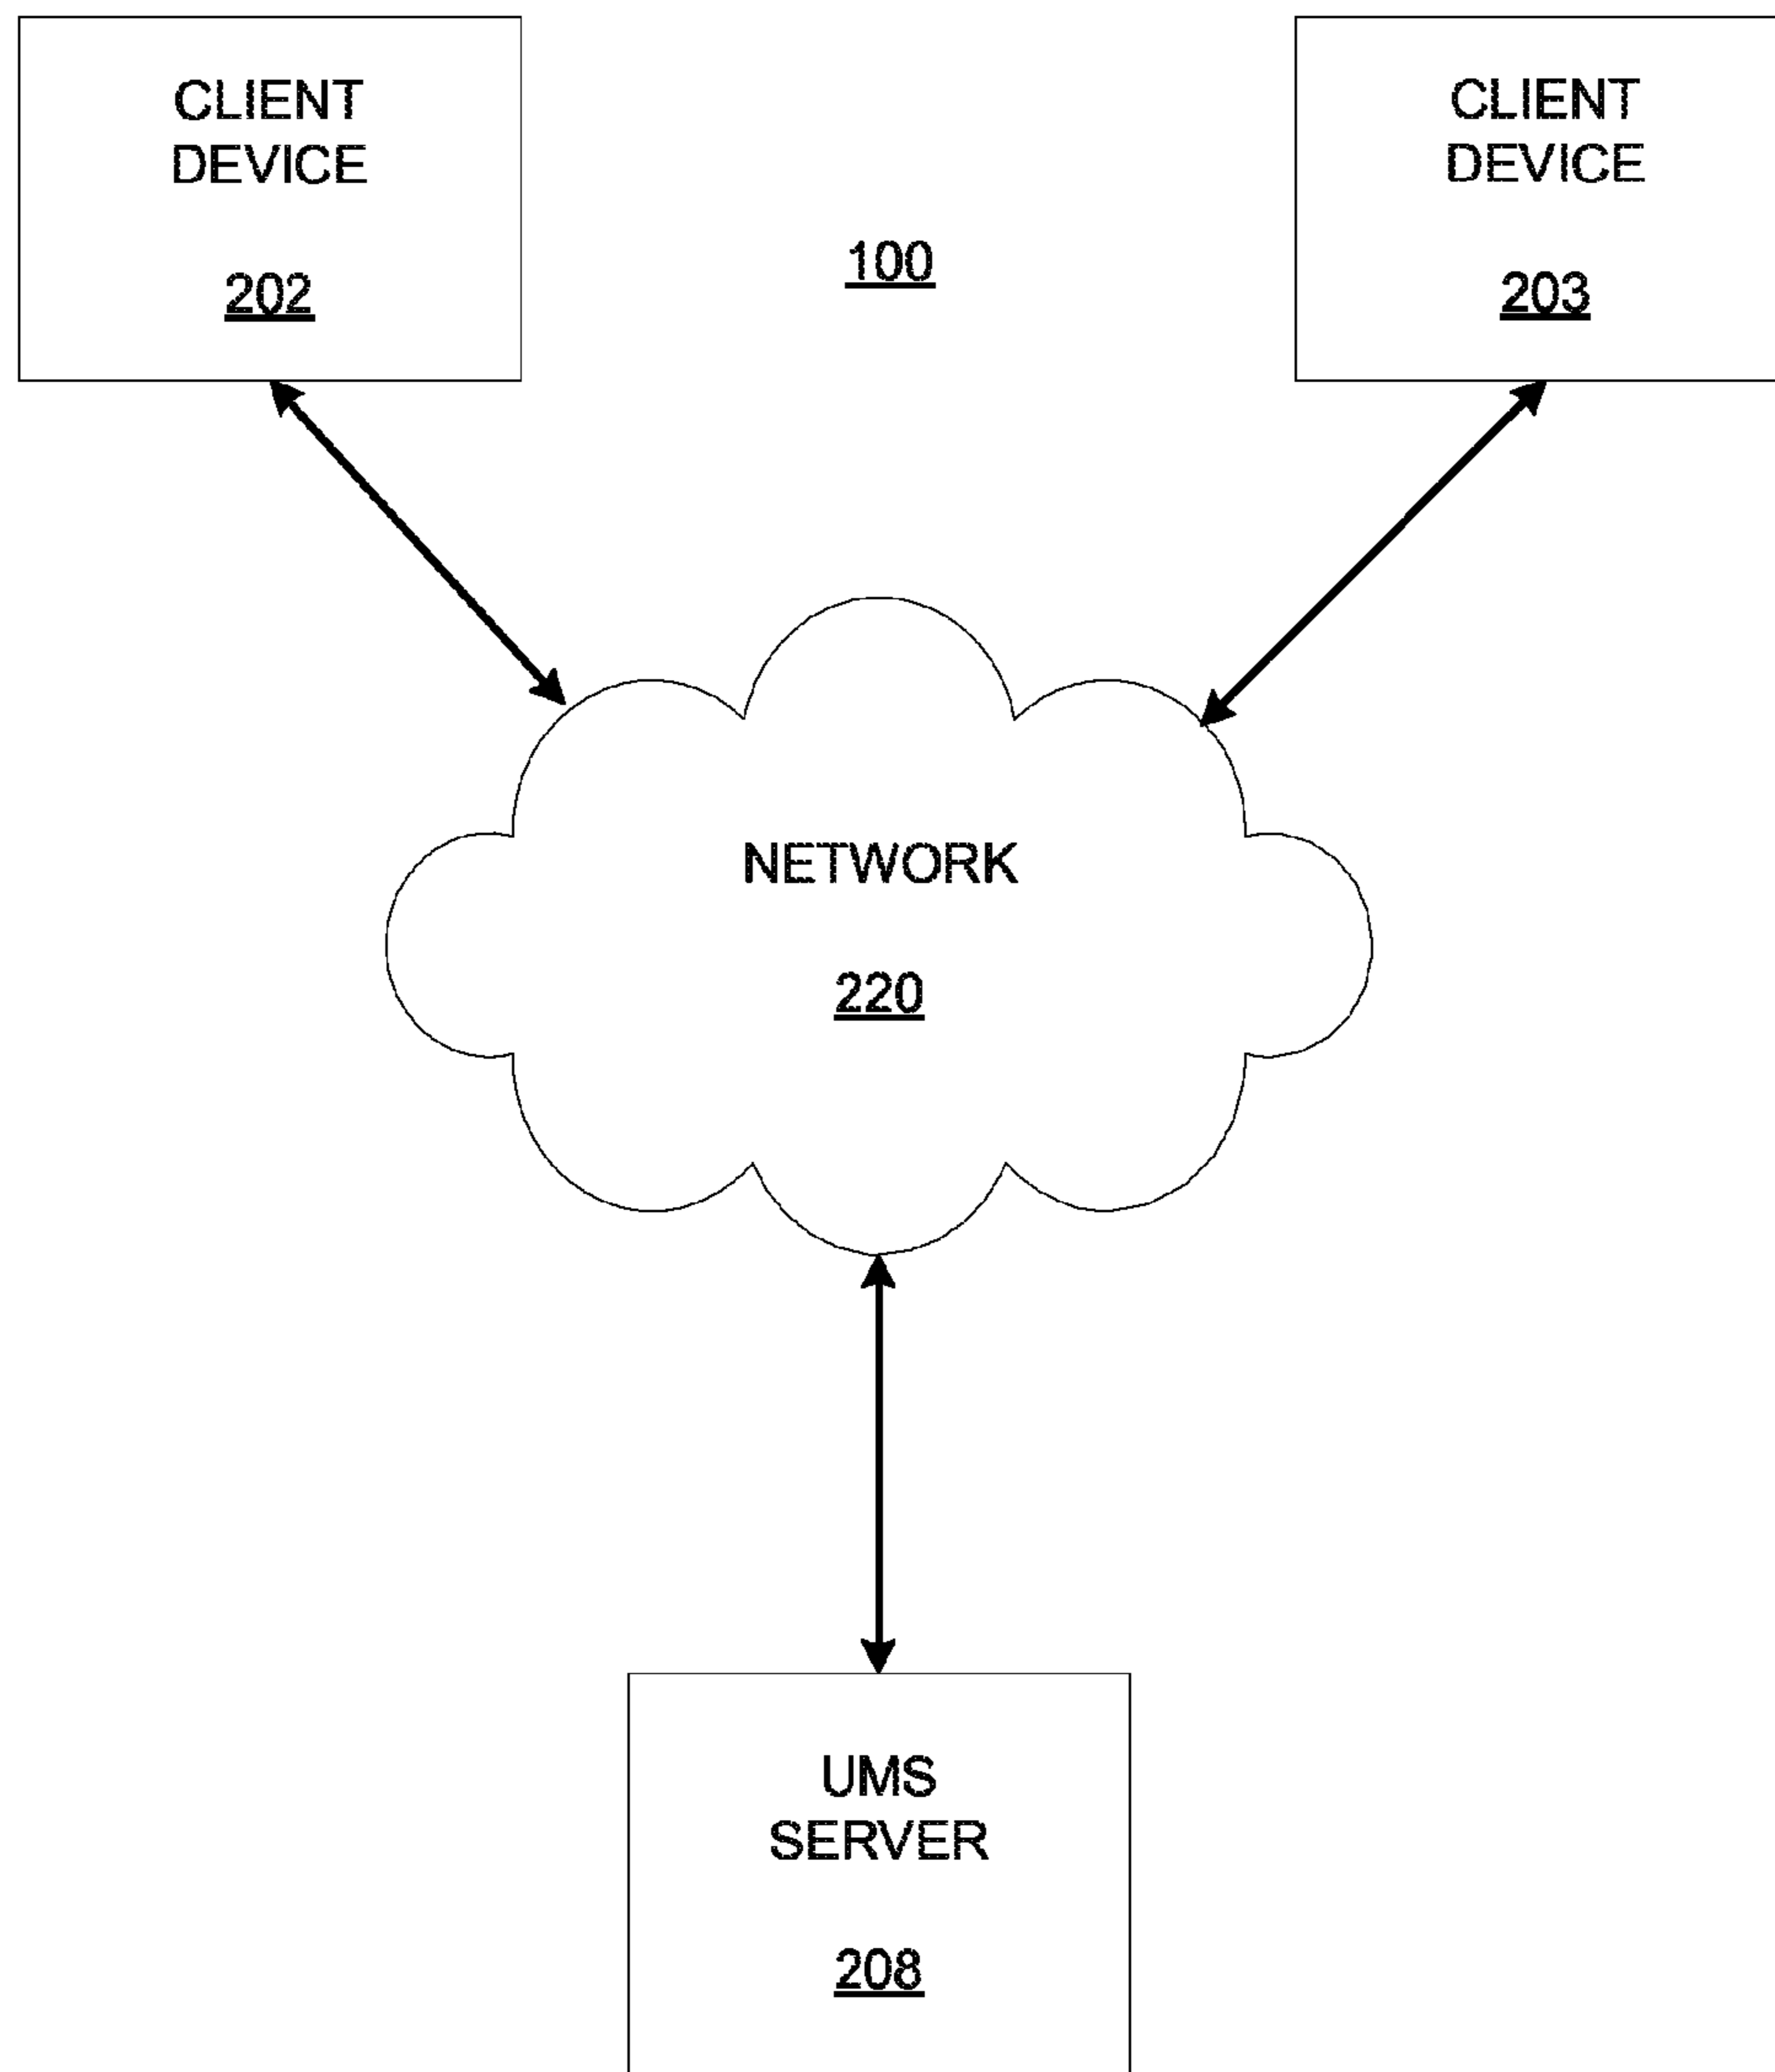 CLIENT
DEVICE
202
100
CLIENT
DEVICE
203
NETWORK
220
UMS
SERVER
208